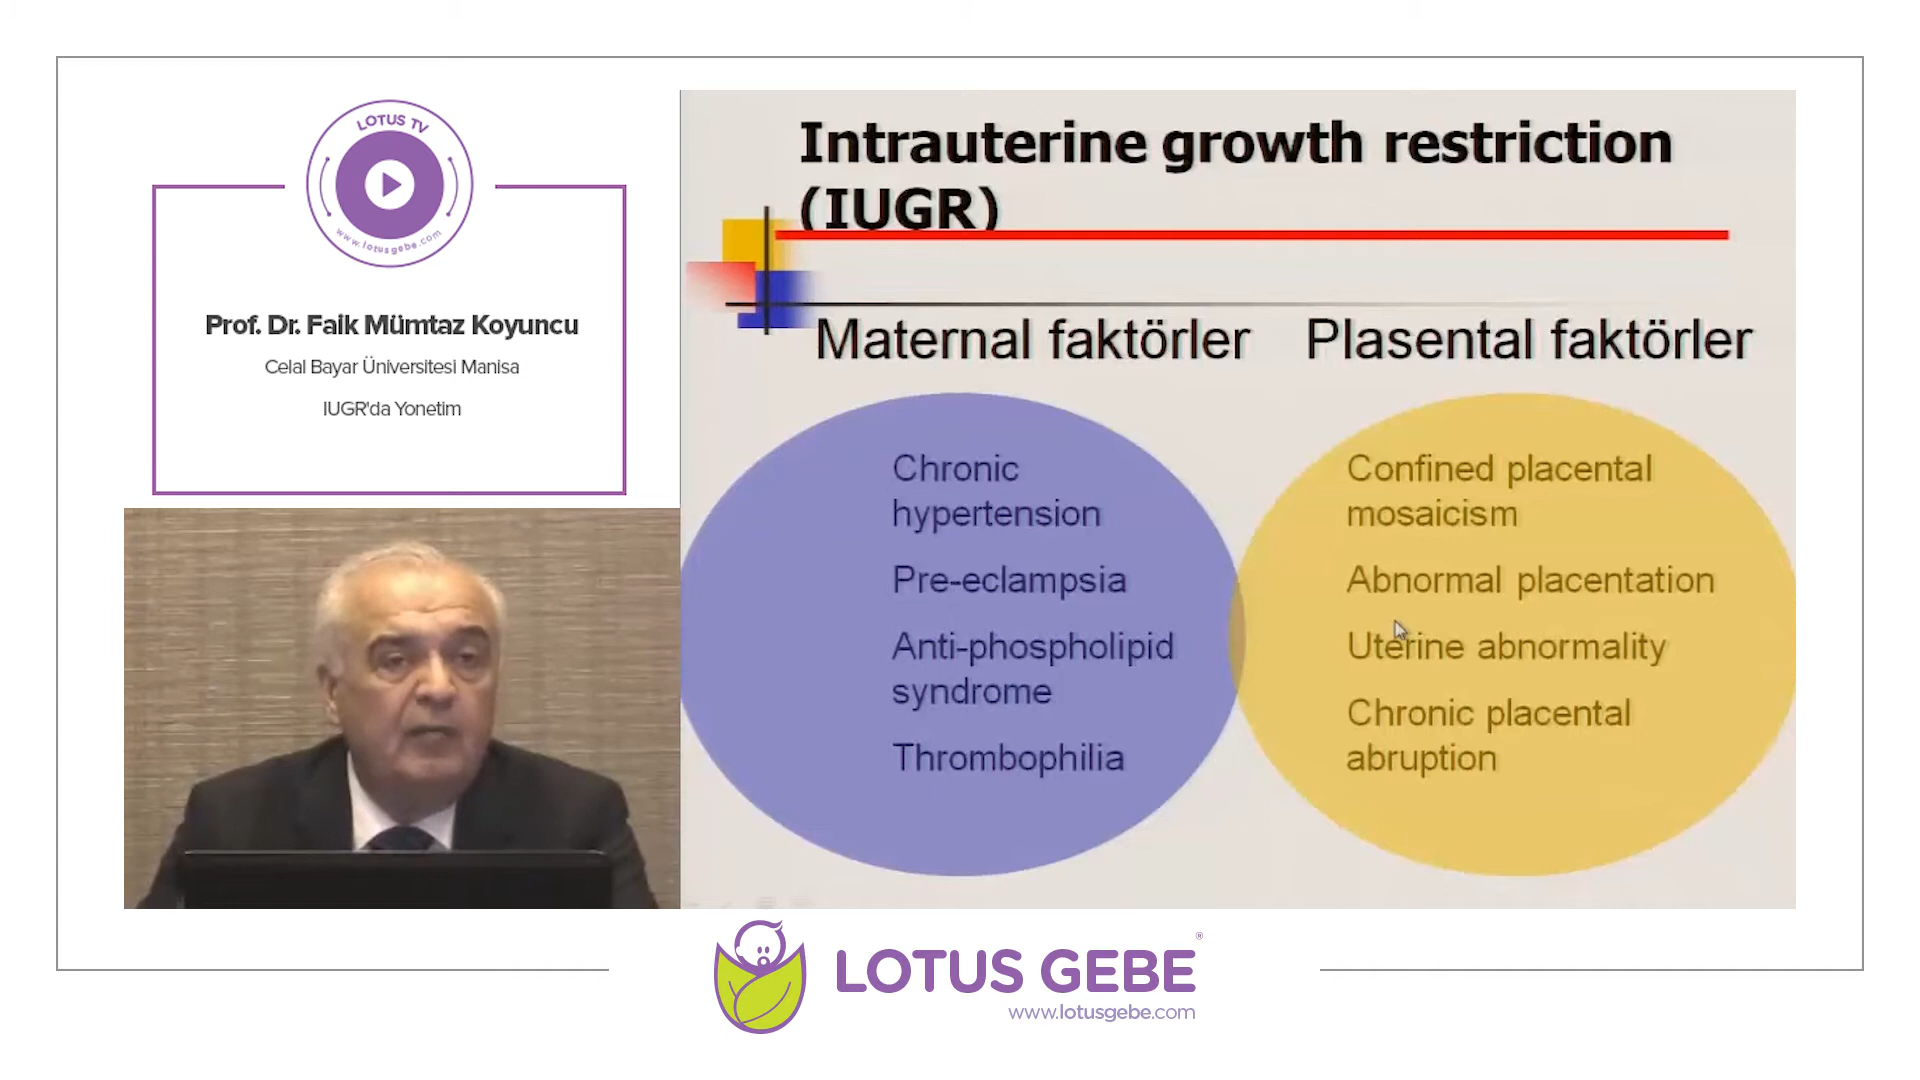 LOTUS TV
www.lotusgebe.com
Prof. Dr. Faik Mümtaz Koyuncu
Celal Bayar Üniversitesi Manisa
IUGR'da Yonetim
Intrauterine growth restriction
(IUGR)
Maternal faktörler
Plasental faktörler
Chronic
hypertension
Pre-eclampsia
Anti-phospholipid
syndrome
Thrombophilia
Confined placental
mosaicism
Abnormal placentation
Uterine abnormality
Chronic placental
abruption
LOTUS GEBE®
www.lotusgebe.com